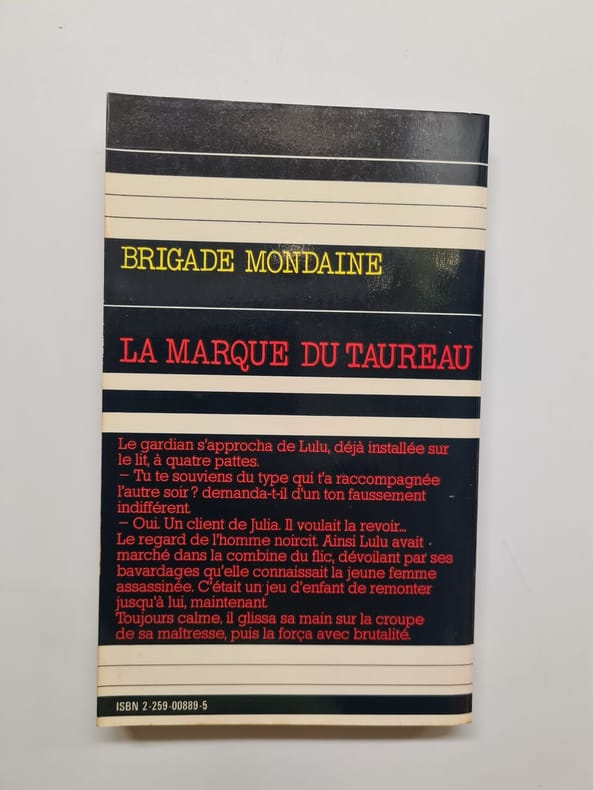 BRIGADE MONDAINE
LA MARQUE DU TAUREAU
Le gardian s'approcha de Lulu, déjà installée sur
le lit, à quatre pattes.
– Tu te souviens du type qui t'a raccompagnée
l'autre soir ? demanda-t-il d'un ton faussement
indifférent.
– Oui. Un client de Julia. Il voulait la revoir...
Le regard de l'homme noircit. Ainsi Lulu avait
marché dans la combine du flic, dévoilant par ses
bavardages qu'elle connaissait la jeune femme
assassinée. C'était un jeu d'enfant de remonter
jusqu'à lui, maintenant.
Toujours calme, il glissa sa main sur la croupe
de sa maîtresse, puis la força avec brutalité.
ISBN 2-259-00889-5